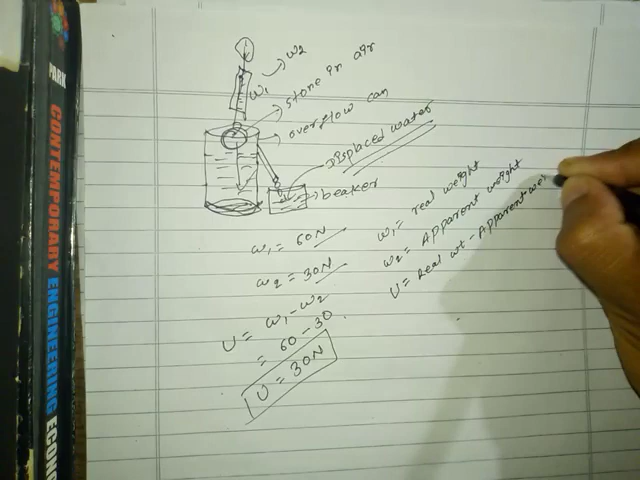 PARK
CONTEMPORARY ENGINEERING ECONO
w₂
w₁
stone in air
overflow can
Displaced water
beaker
w₁ = 60N
w₂ = 30N
U = w₁ - w₂
= 60 - 30
U = 30N
w₁ = real weight
w₂ = Apparent weight
U = Real wt - Apparent wei